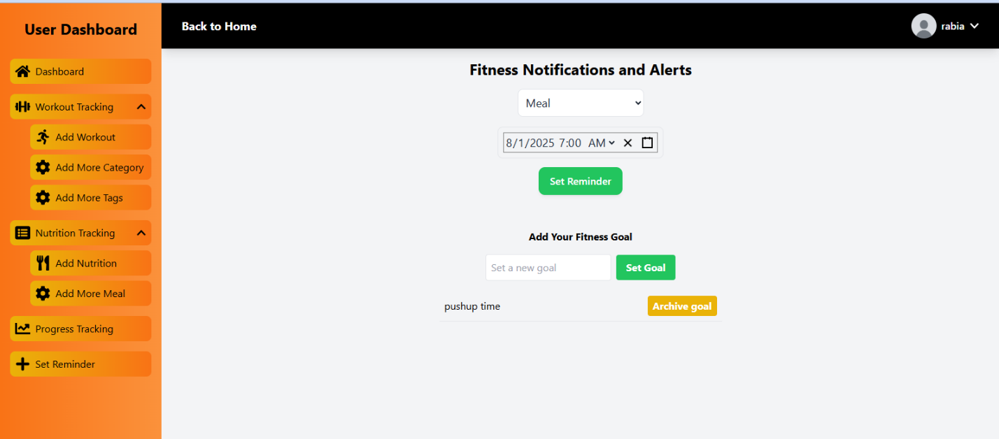 User Dashboard
Dashboard
Workout Tracking
Add Workout
Add More Category
Add More Tags
Nutrition Tracking
Add Nutrition
Add More Meal
Progress Tracking
Set Reminder
Back to Home
rabia
Fitness Notifications and Alerts
Meal
8/1/2025 7:00 AM
Set Reminder
Add Your Fitness Goal
Set a new goal
Set Goal
pushup time
Archive goal